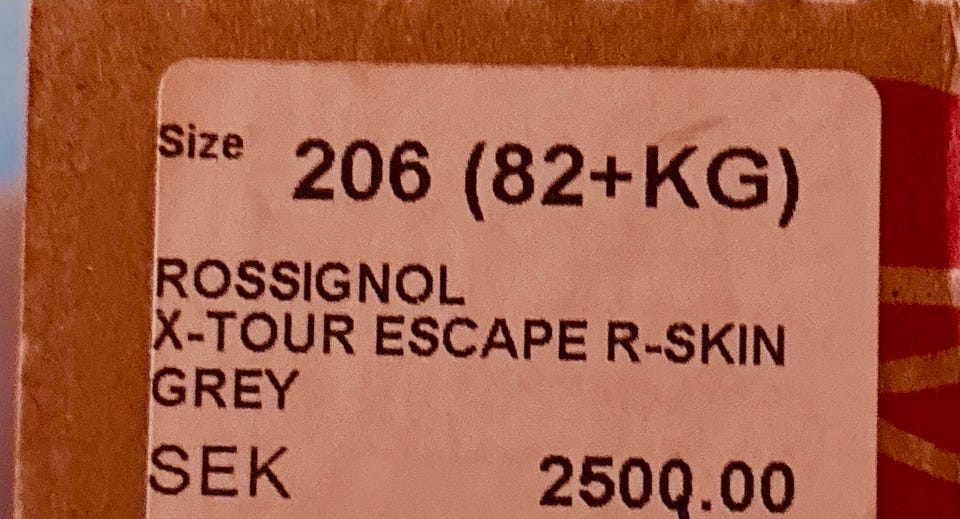 Size 206 (82+KG)
ROSSIGNOL
X-TOUR ESCAPE R-SKIN
GREY
SEK 2500.00